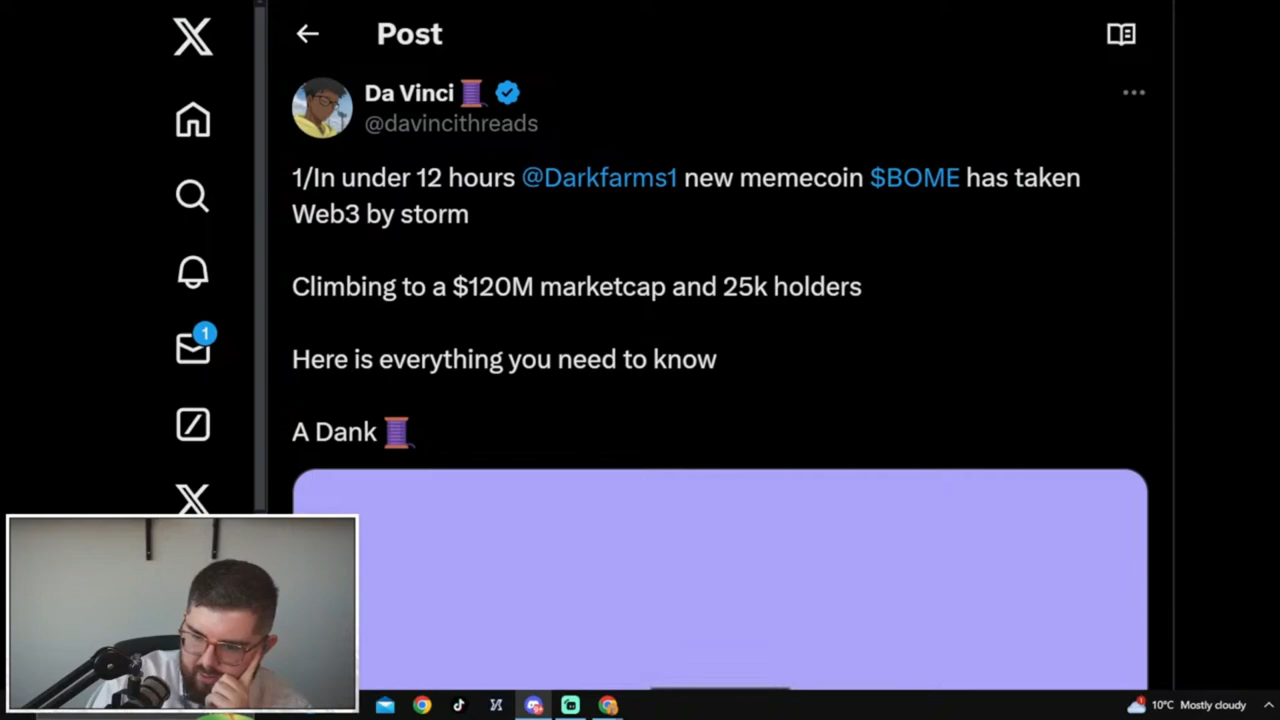 Post
Da Vinci 🧵
@davincithreads
1/In under 12 hours @Darkfarms1 new memecoin $BOME has taken
Web3 by storm
Climbing to a $120M marketcap and 25k holders
Here is everything you need to know
A Dank 🧵
1
10°C Mostly cloudy